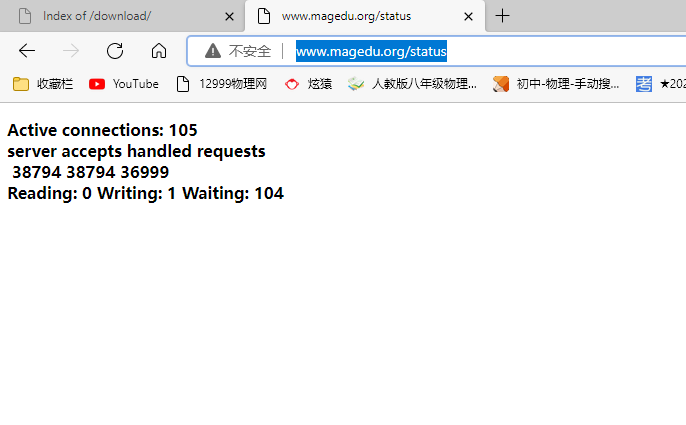 Index of /download/
www.magedu.org/status
不安全
www.magedu.org/status
收藏栏
YouTube
12999物理网
炫猿
人教版八年级物理...
初中-物理-手动搜...
★202
Active connections: 105
server accepts handled requests
38794 38794 36999
Reading: 0 Writing: 1 Waiting: 104